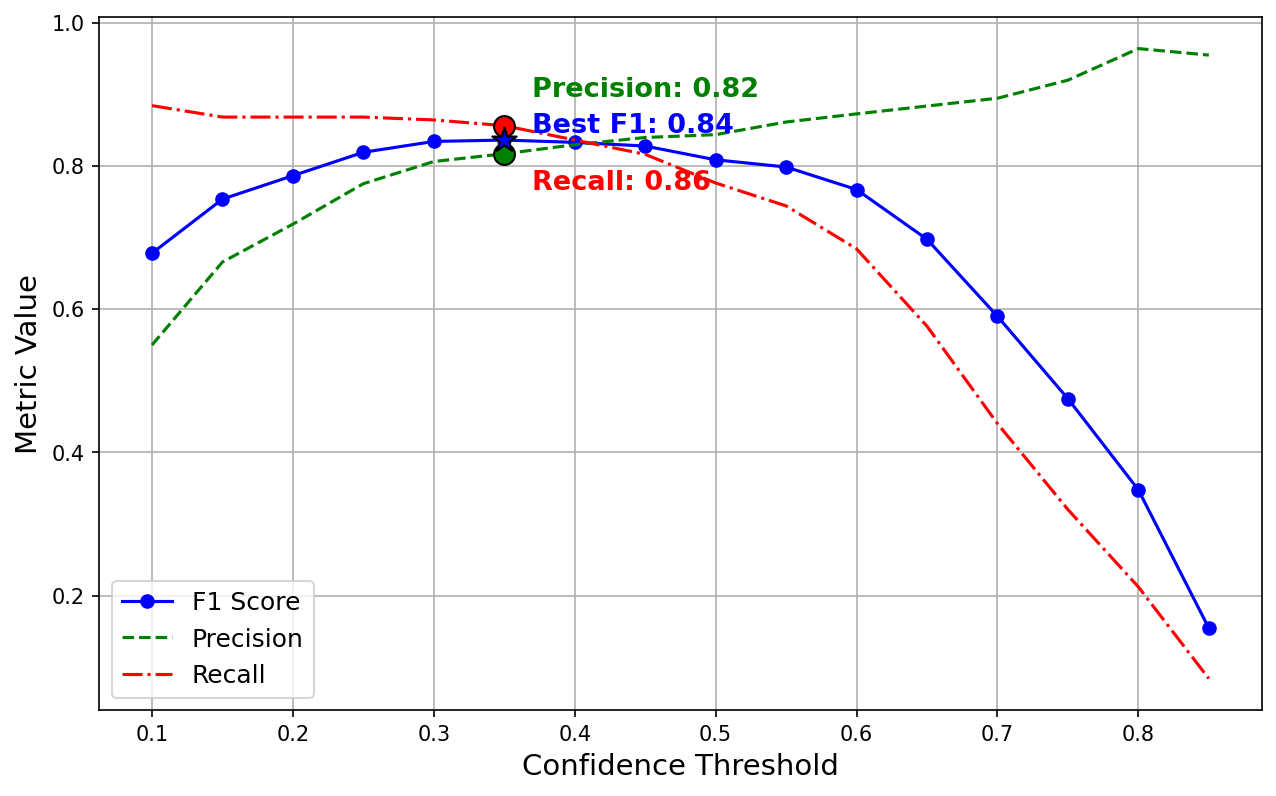 1.0
0.8
0.6
0.4
0.2
Metric Value
Precision: 0.82
Best F1: 0.84
Recall: 0.86
F1 Score
Precision
Recall
0.1 0.2 0.3 0.4 0.5 0.6 0.7 0.8
Confidence Threshold